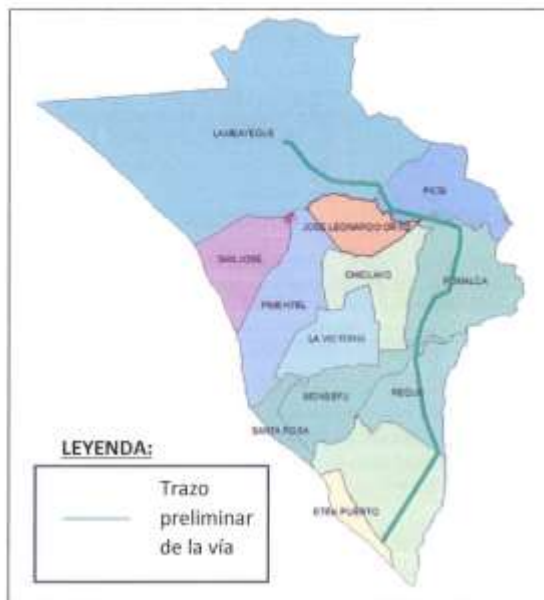 LAMBAYEQUE
PICSI
JOSE LEONARDO ORTIZ
SAN JOSE
CHICLAYO
POMALCA
PIMENTEL
LA VICTORIA
MONSEFU
REQUE
SANTA ROSA
ETEN PUERTO
LEYENDA:
Trazo
preliminar
de la vía